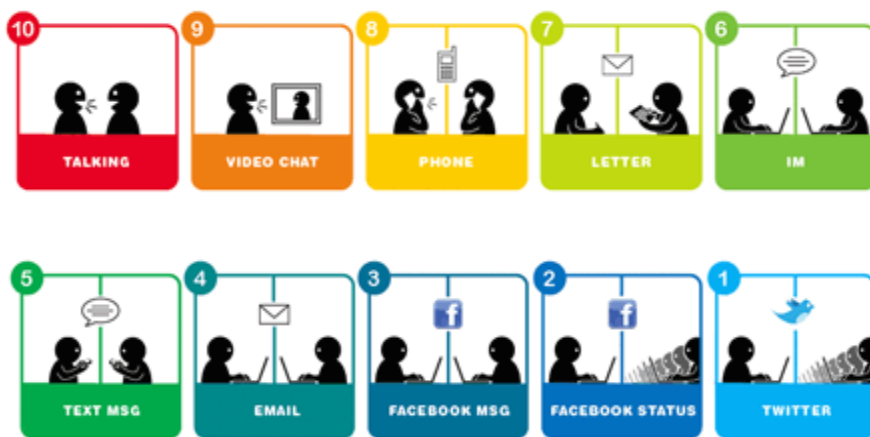 10
TALKING
9
VIDEO CHAT
8
PHONE
7
LETTER
6
IM
5
TEXT MSG
4
EMAIL
3
f
FACEBOOK MSG
2
f
FACEBOOK STATUS
1
TWITTER